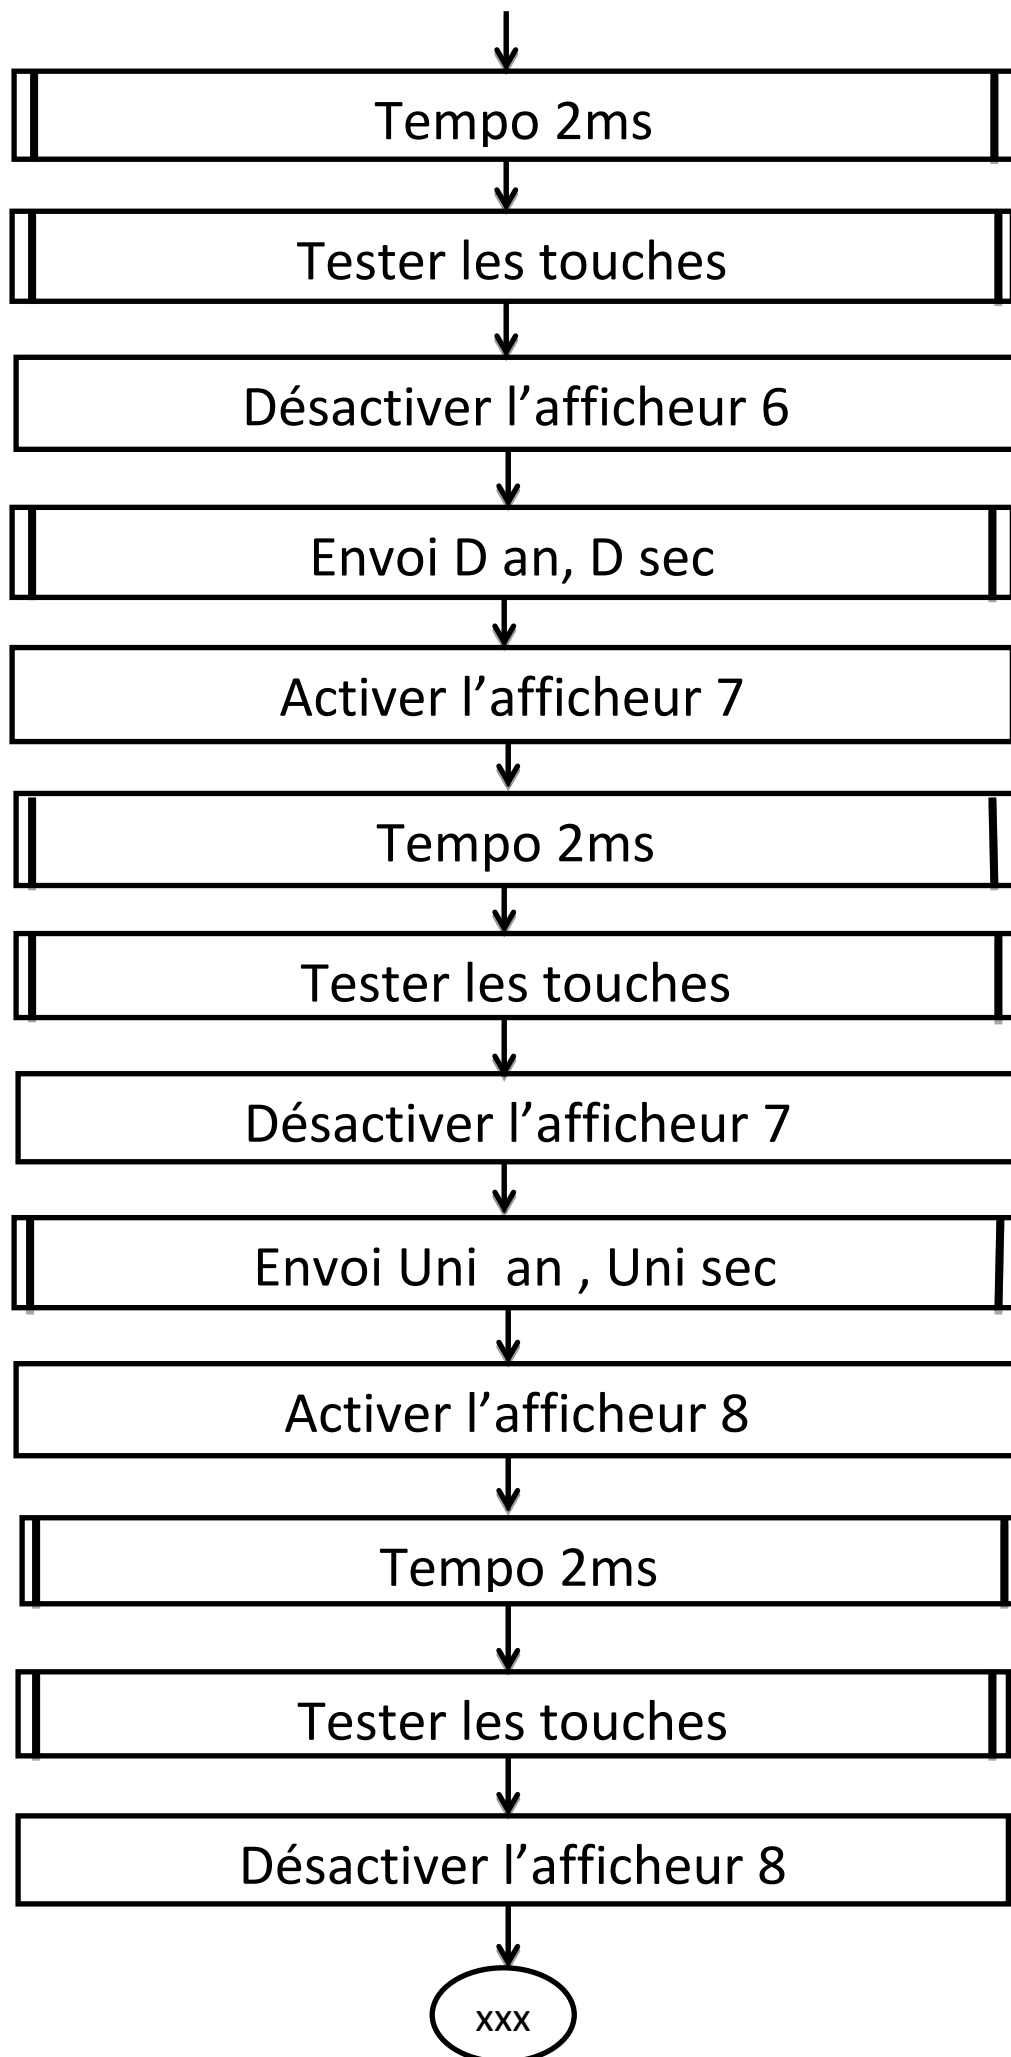 Tempo 2ms
Tester les touches
Désactiver l’afficheur 6
Envoi D an, D sec
Activer l’afficheur 7
Tempo 2ms
Tester les touches
Désactiver l’afficheur 7
Envoi Uni  an , Uni sec
Activer l’afficheur 8
Tempo 2ms
Tester les touches
Désactiver l’afficheur 8
xxx